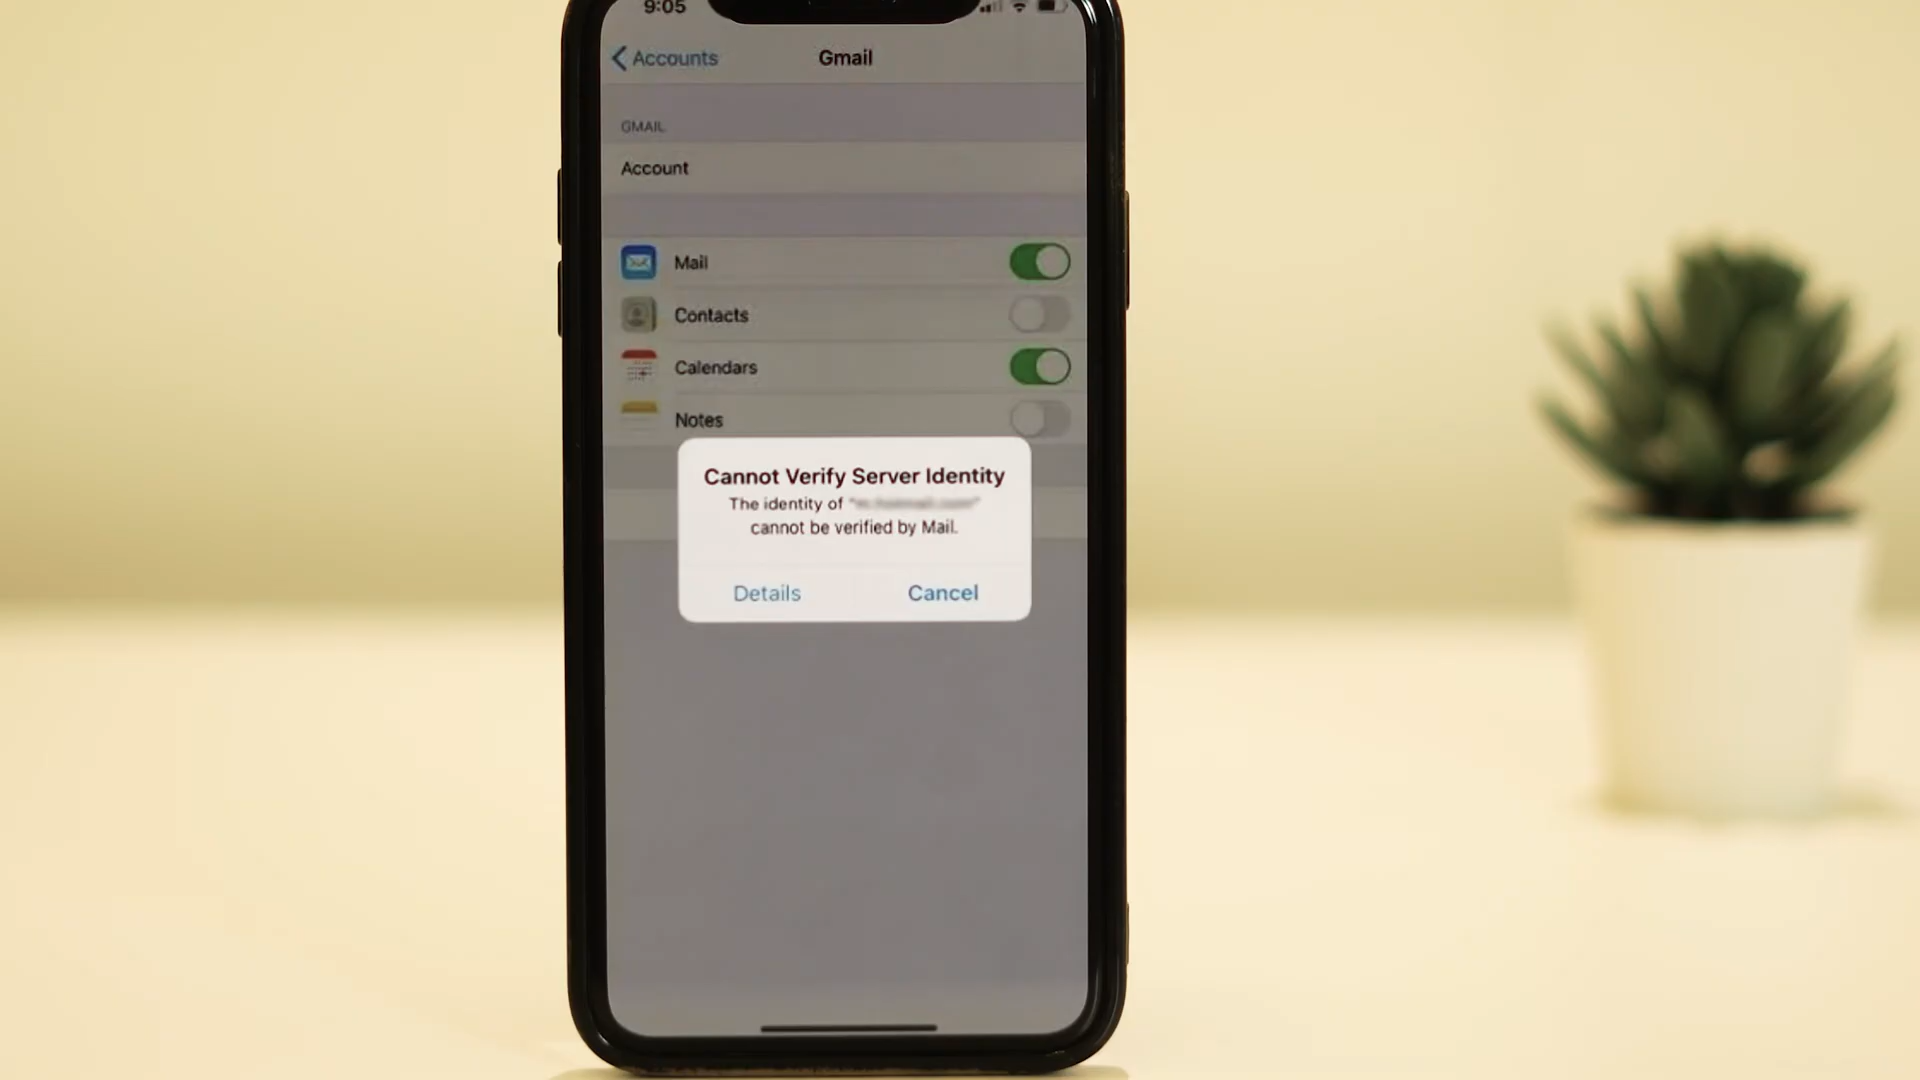 9:05
Accounts
Gmail
GMAIL
Account
Mail
Contacts
Calendars
Notes
Cannot Verify Server Identity
The identity of
cannot be verified by Mail.
Details
Cancel